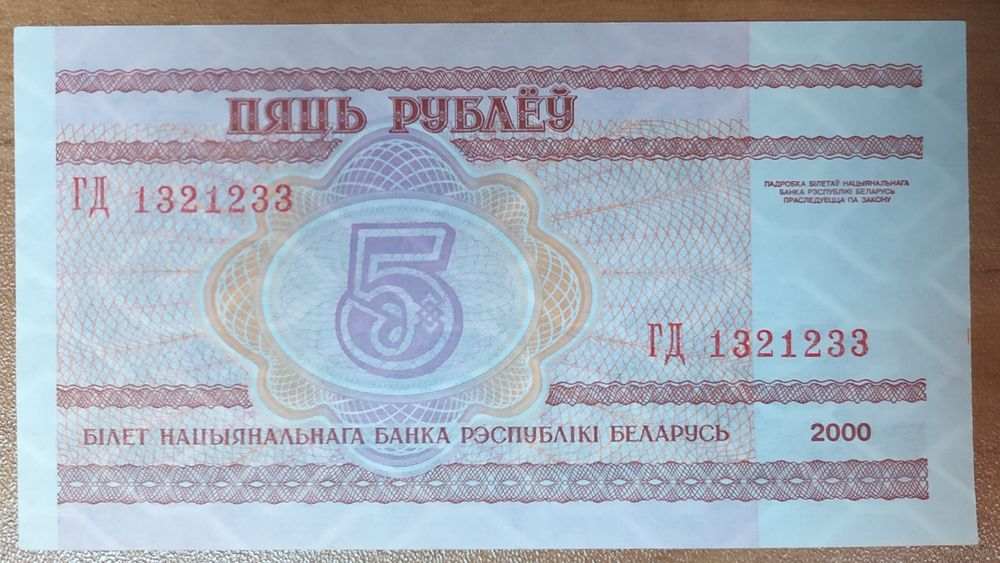 ПЯЦЬ РУБЛЁЎ
ГД 1321233
ПАДРОБКА БІЛЕТАЎ НАЦЫЯНАЛЬНАГА
БАНКА РЭСПУБЛІКІ БЕЛАРУСЬ
ПРАСЛЕДУЕЦЦА ПА ЗАКОНУ
5
ГД 1321233
БІЛЕТ НАЦЫЯНАЛЬНАГА БАНКА РЭСПУБЛІКІ БЕЛАРУСЬ 2000